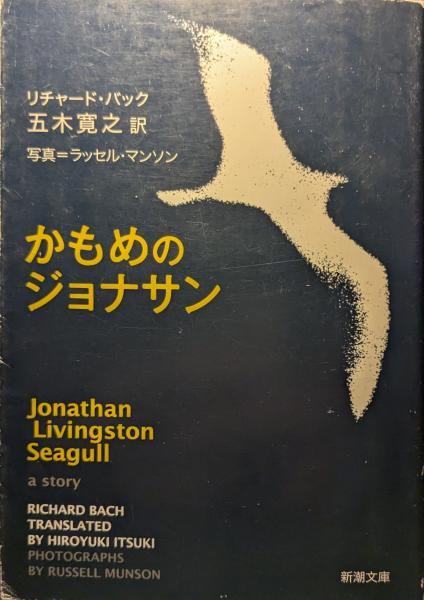 リチャード・バック
五木寛之 訳
写真=ラッセル・マンソン
かもめの
ジョナサン
Jonathan
Livingston
Seagull
a story
RICHARD BACH
TRANSLATED
BY HIROYUKI ITSUKI
PHOTOGRAPHS
BY RUSSELL MUNSON
新潮文庫